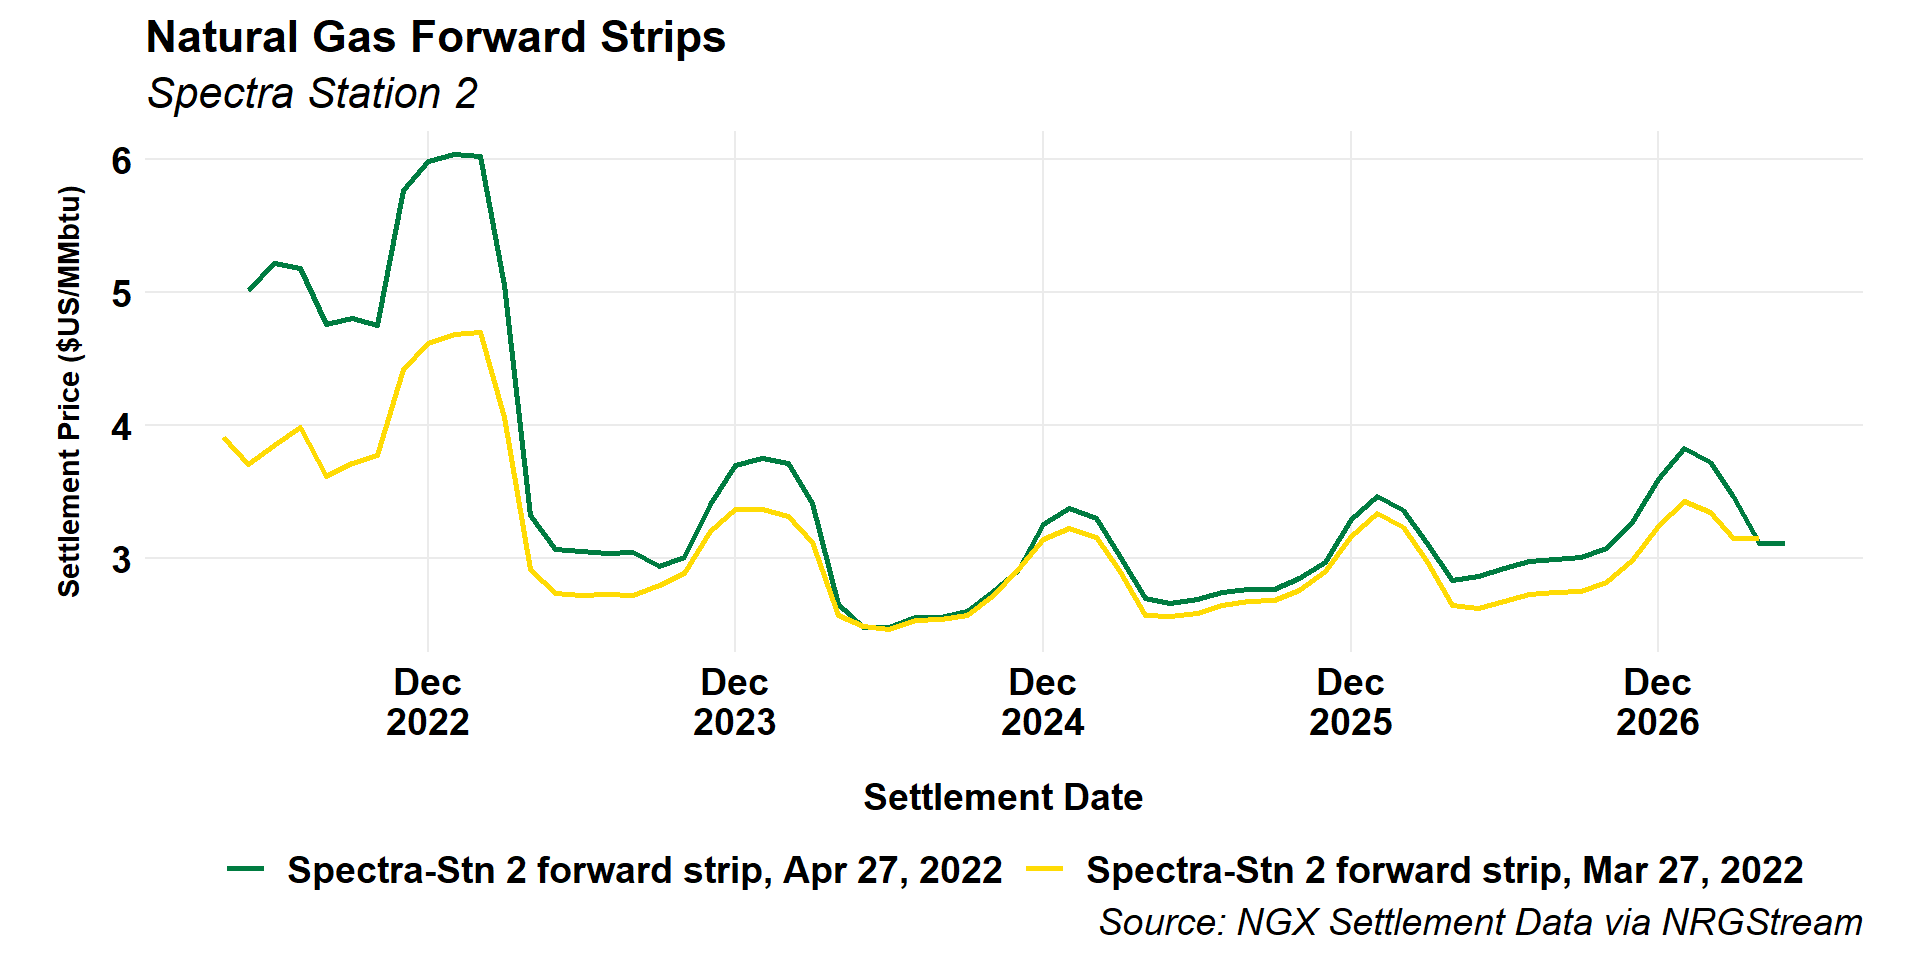 Natural Gas Forward Strips
Spectra Station 2
Settlement Price ($US/MMbtu)
6
5
4
3
Dec
2022
Dec
2023
Dec
2024
Dec
2025
Dec
2026
Settlement Date
Spectra-Stn 2 forward strip, Apr 27, 2022
Spectra-Stn 2 forward strip, Mar 27, 2022
Source: NGX Settlement Data via NRGStream